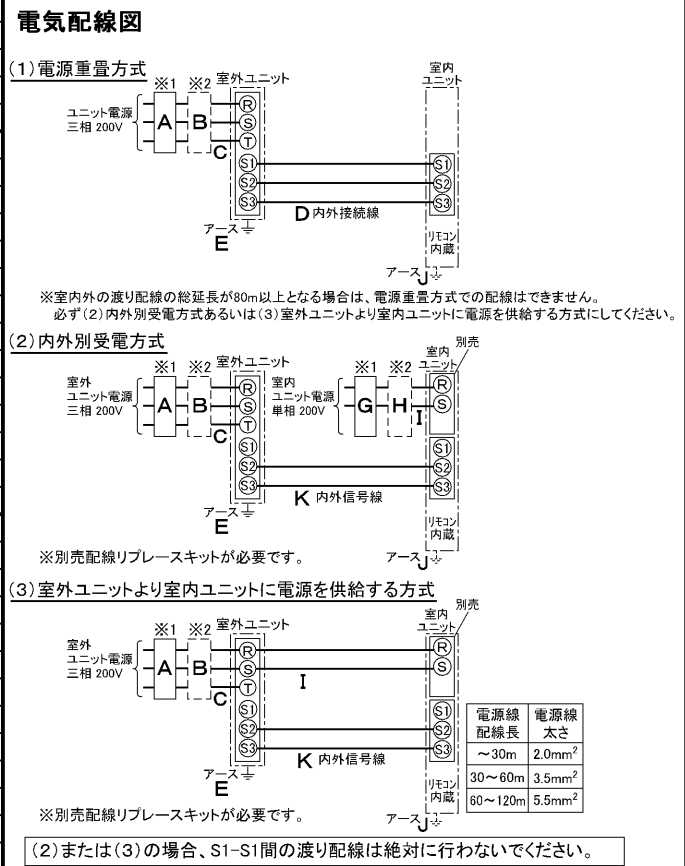 電気配線図
(1)電源重畳方式
※1 ※2 室外ユニット
室内
ユニット
ユニット電源
三相 200V
A B
C
R
S
T
S1
S2
S3
S1
S2
S3
D 内外接続線
アース
E
リモコン
内蔵
アース J
※室内外の渡り配線の総延長が80m以上となる場合は、電源重畳方式での配線はできません。
必ず(2)内外別受電方式あるいは(3)室外ユニットより室内ユニットに電源を供給する方式にしてください。
(2)内外別受電方式
※1 ※2 室外ユニット
室外
ユニット電源
三相 200V
A B
C
R
S
T
S1
S2
S3
室内
ユニット電源
単相 200V
※1 ※2
G H
I
室内
ユニット
別売
R
S
S1
S2
S3
K 内外信号線
アース
E
リモコン
内蔵
アース J
※別売配線リプレースキットが必要です。
(3)室外ユニットより室内ユニットに電源を供給する方式
※1 ※2 室外ユニット
室外
ユニット電源
三相 200V
A B
C
R
S
T
S1
S2
S3
I
室内
ユニット
別売
R
S
S1
S2
S3
K 内外信号線
アース
E
リモコン
内蔵
アース J
電源線 電源線
配線長 太さ
～30m 2.0mm²
30～60m 3.5mm²
60～120m 5.5mm²
※別売配線リプレースキットが必要です。
(2)または(3)の場合、S1-S1間の渡り配線は絶対に行わないでください。